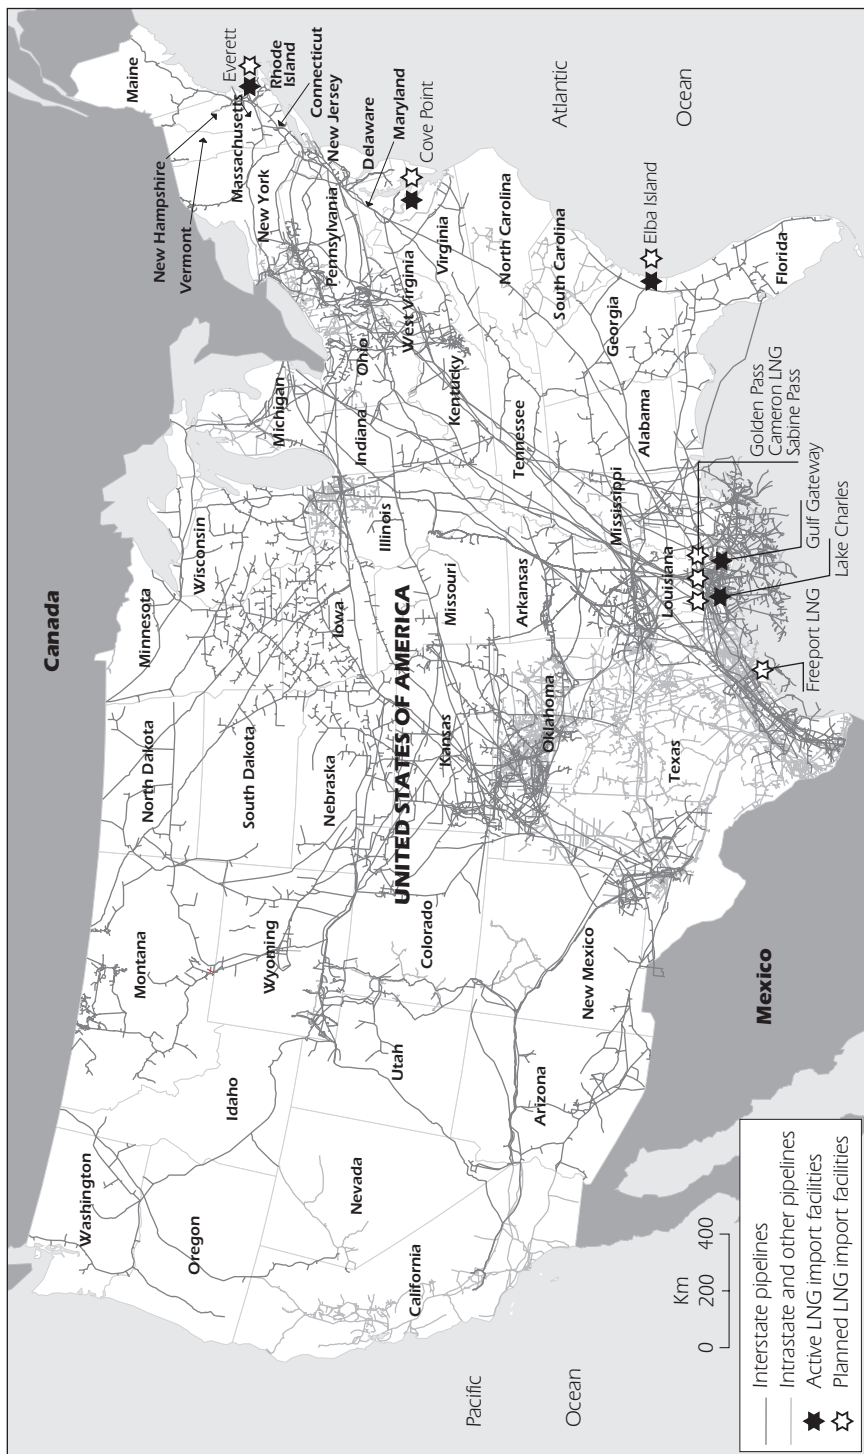 Canada
Washington
Montana
North Dakota
Minnesota
Maine
New Hampshire
Vermont
Everett
Massachusetts
Rhode
Island
Connecticut
New York
New Jersey
Oregon
Idaho
Wyoming
South Dakota
Wisconsin
Michigan
Pennsylvania
Delaware
Maryland
Cove Point
Nevada
Utah
Colorado
Nebraska
Iowa
Illinois
Indiana
Ohio
West Virginia
Virginia
UNITED STATES OF AMERICA
California
Arizona
New Mexico
Kansas
Missouri
Kentucky
Tennessee
North Carolina
South Carolina
Oklahoma
Arkansas
Texas
Louisiana
Mississippi
Alabama
Georgia
Elba Island
Florida
Atlantic
Ocean
Pacific
Ocean
Mexico
Freeport LNG
Golden Pass
Cameron LNG
Sabine Pass
Gulf Gateway
Lake Charles
Km
0 200 400
Interstate pipelines
Intrastate and other pipelines
Active LNG import facilities
Planned LNG import facilities